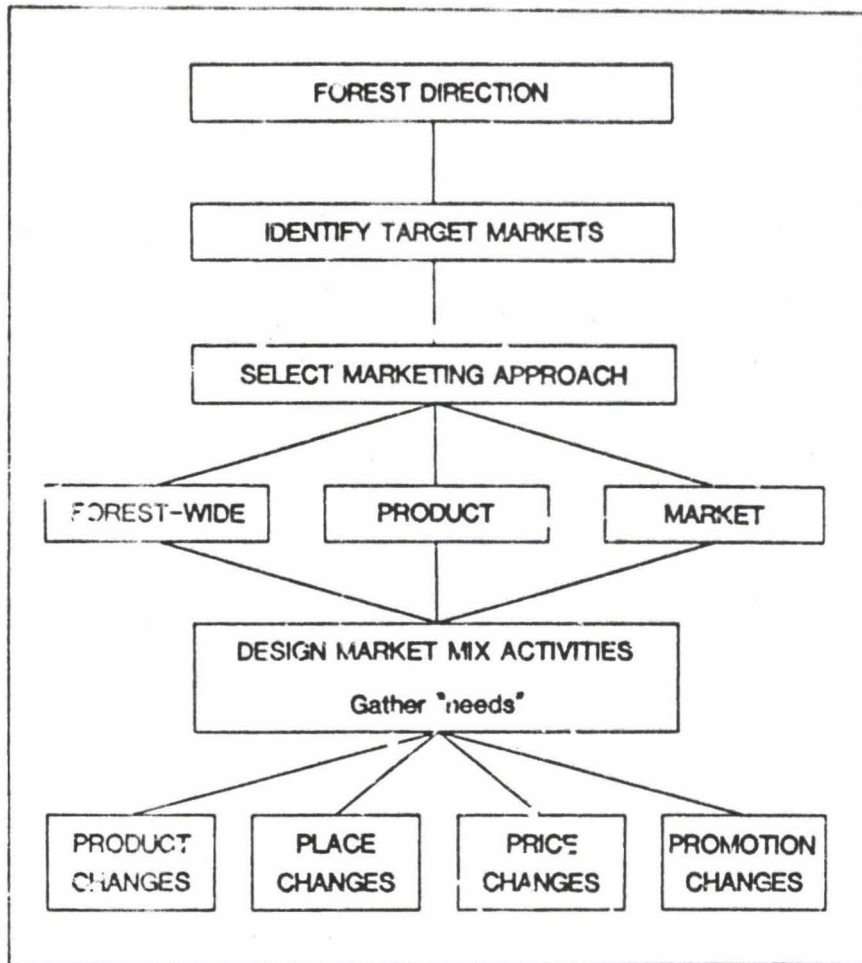 FOREST DIRECTION
IDENTIFY TARGET MARKETS
SELECT MARKETING APPROACH
FOREST-WIDE
PRODUCT
MARKET
DESIGN MARKET MIX ACTIVITIES
Gather "needs"
PRODUCT
CHANGES
PLACE
CHANGES
PRICE
CHANGES
PROMOTION
CHANGES